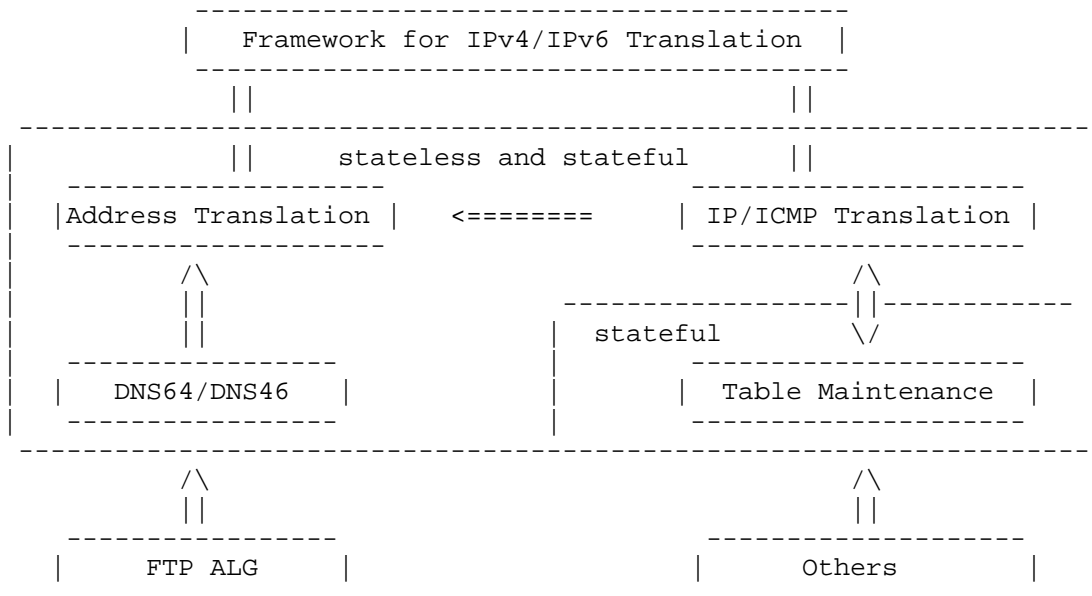 Framework for IPv4/IPv6 Translation
stateless and stateful
Address Translation <======== IP/ICMP Translation
stateful
DNS64/DNS46 Table Maintenance
FTP ALG Others